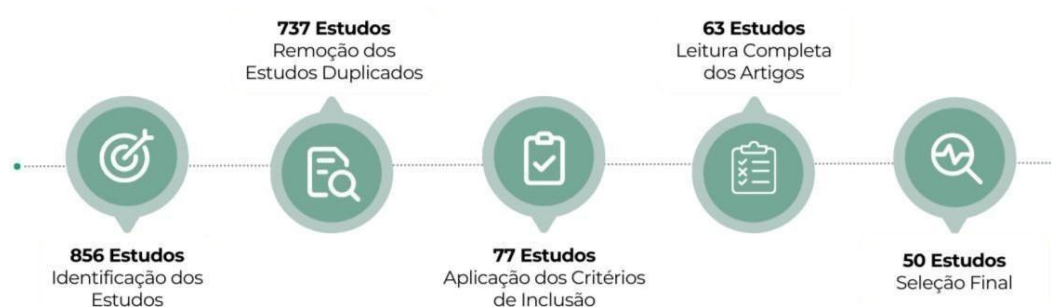 856 Estudos
Identificação dos
Estudos
737 Estudos
Remoção dos
Estudos Duplicados
77 Estudos
Aplicação dos Critérios
de Inclusão
63 Estudos
Leitura Completa
dos Artigos
50 Estudos
Seleção Final